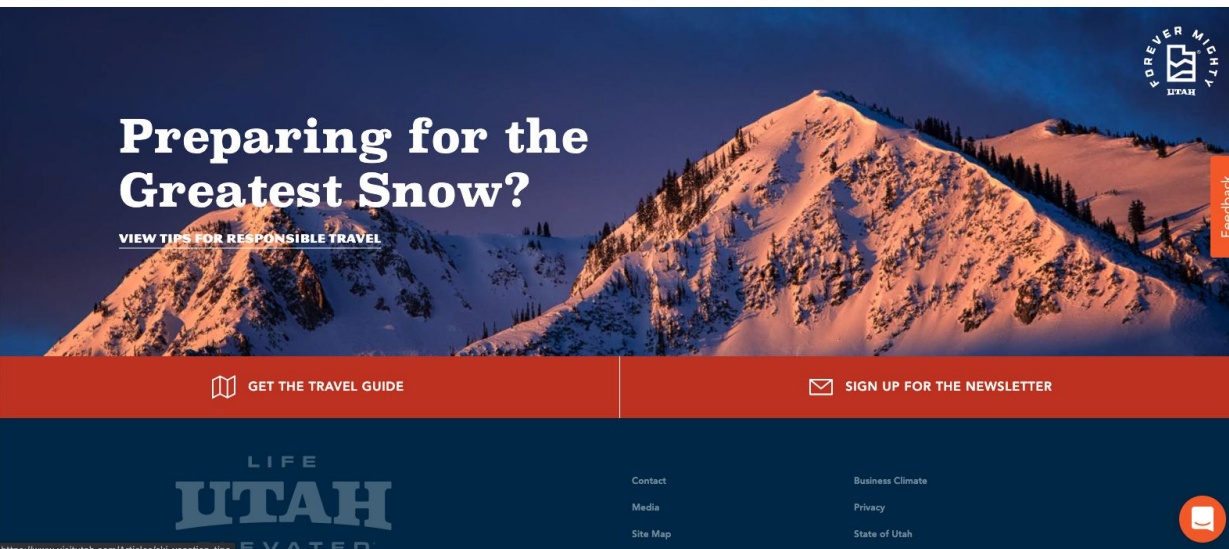 FOREVER MIGHTY
UTAH
Preparing for the
Greatest Snow?
VIEW TIPS FOR RESPONSIBLE TRAVEL
Feedback
GET THE TRAVEL GUIDE
SIGN UP FOR THE NEWSLETTER
LIFE
UTAH
Contact
Business Climate
Media
Privacy
Site Map
State of Utah